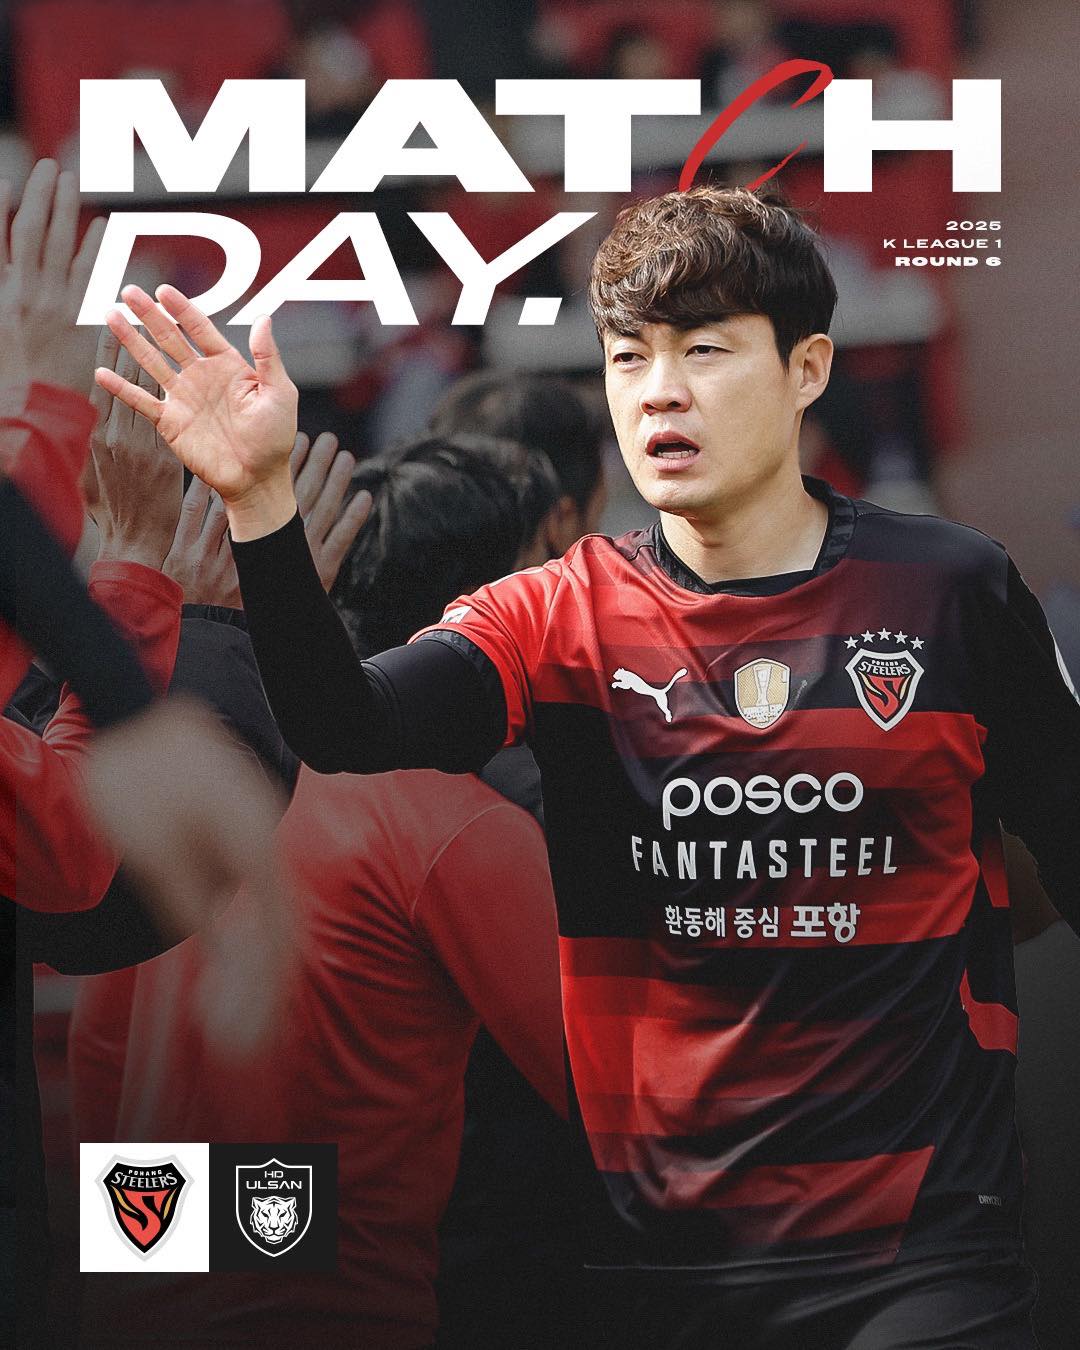 MATCH
DAY.
2025
K LEAGUE 1
ROUND 6
POHANG
STEELERS
posco
FANTASTEEL
환동해 중심 포항
POHANG
STEELERS
HD
ULSAN